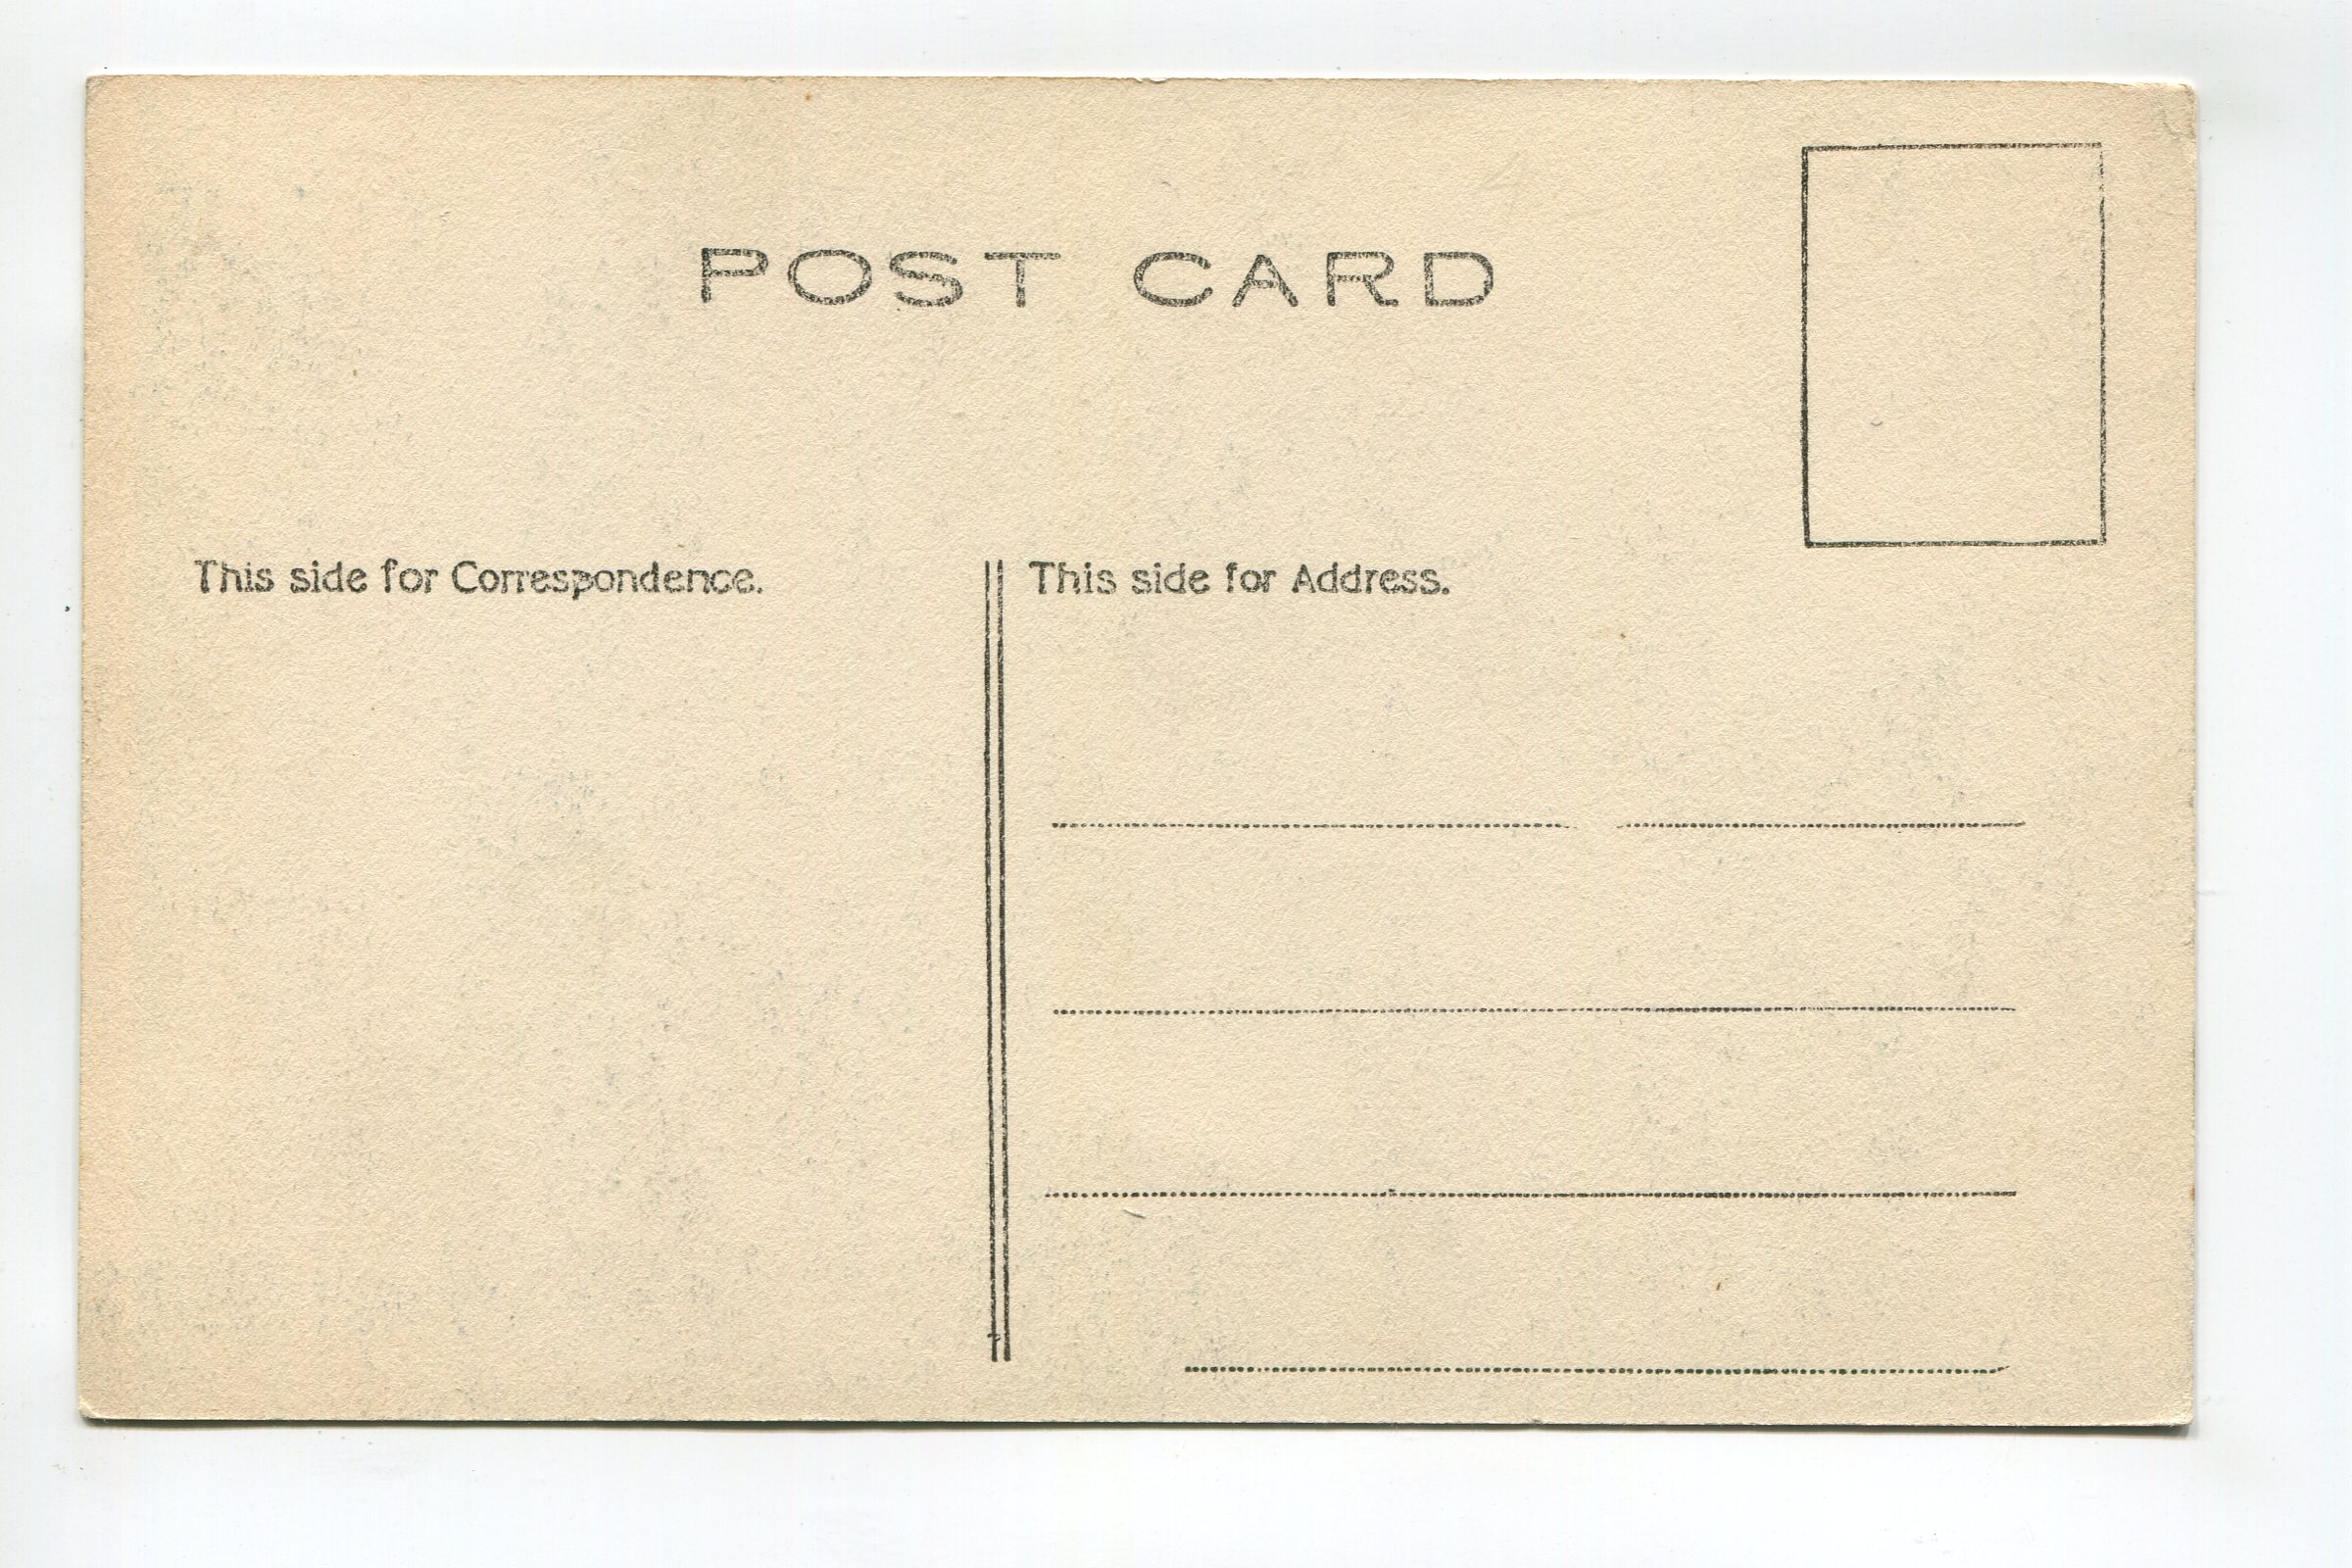 POST CARD
This side for Correspondence.
This side for Address.